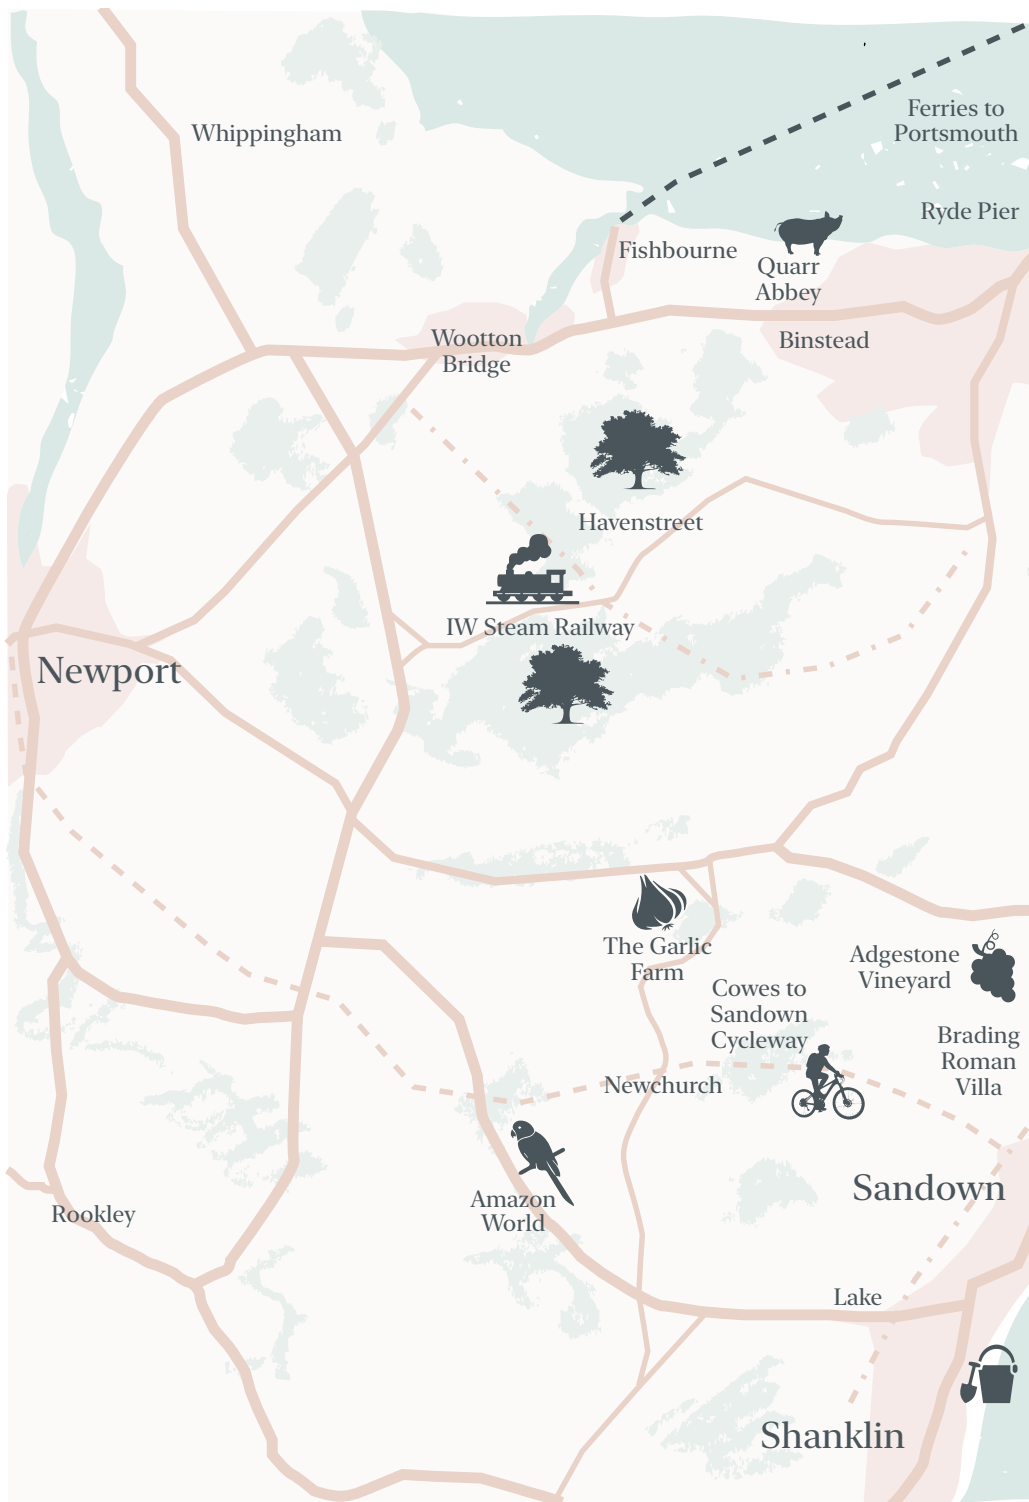 Ferries to
Portsmouth
Whippingham
Ryde Pier
Fishbourne
Quarr
Abbey
Wootton
Bridge
Binstead
Havenstreet
IW Steam Railway
Newport
The Garlic
Farm
Adgestone
Vineyard
Cowes to
Sandown
Cycleway
Brading
Roman
Villa
Newchurch
Sandown
Amazon
World
Rookley
Lake
Shanklin